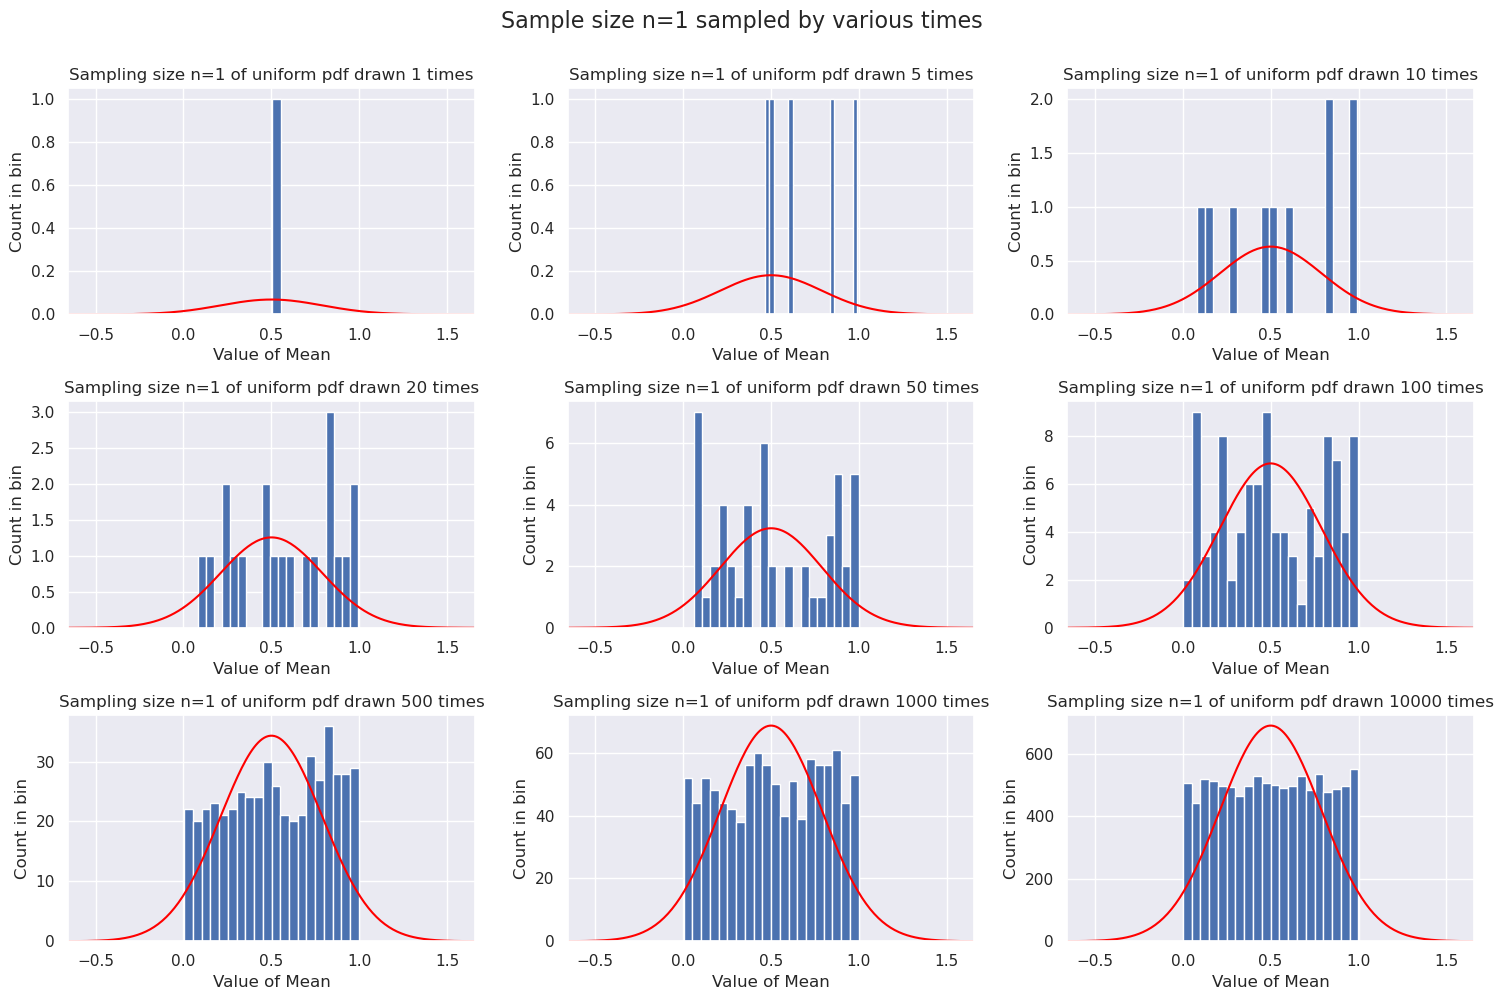 Sample size n=1 sampled by various times
Sampling size n=1 of uniform pdf drawn 1 times
Count in bin
1.0
0.8
0.6
0.4
0.2
0.0
−0.5 0.0 0.5 1.0 1.5
Value of Mean
Sampling size n=1 of uniform pdf drawn 5 times
Count in bin
1.0
0.8
0.6
0.4
0.2
0.0
−0.5 0.0 0.5 1.0 1.5
Value of Mean
Sampling size n=1 of uniform pdf drawn 10 times
Count in bin
2.0
1.5
1.0
0.5
0.0
−0.5 0.0 0.5 1.0 1.5
Value of Mean
Sampling size n=1 of uniform pdf drawn 20 times
Count in bin
3.0
2.5
2.0
1.5
1.0
0.5
0.0
−0.5 0.0 0.5 1.0 1.5
Value of Mean
Sampling size n=1 of uniform pdf drawn 50 times
Count in bin
6
4
2
0
−0.5 0.0 0.5 1.0 1.5
Value of Mean
Sampling size n=1 of uniform pdf drawn 100 times
Count in bin
8
6
4
2
0
−0.5 0.0 0.5 1.0 1.5
Value of Mean
Sampling size n=1 of uniform pdf drawn 500 times
Count in bin
30
20
10
0
−0.5 0.0 0.5 1.0 1.5
Value of Mean
Sampling size n=1 of uniform pdf drawn 1000 times
Count in bin
60
40
20
0
−0.5 0.0 0.5 1.0 1.5
Value of Mean
Sampling size n=1 of uniform pdf drawn 10000 times
Count in bin
600
400
200
0
−0.5 0.0 0.5 1.0 1.5
Value of Mean